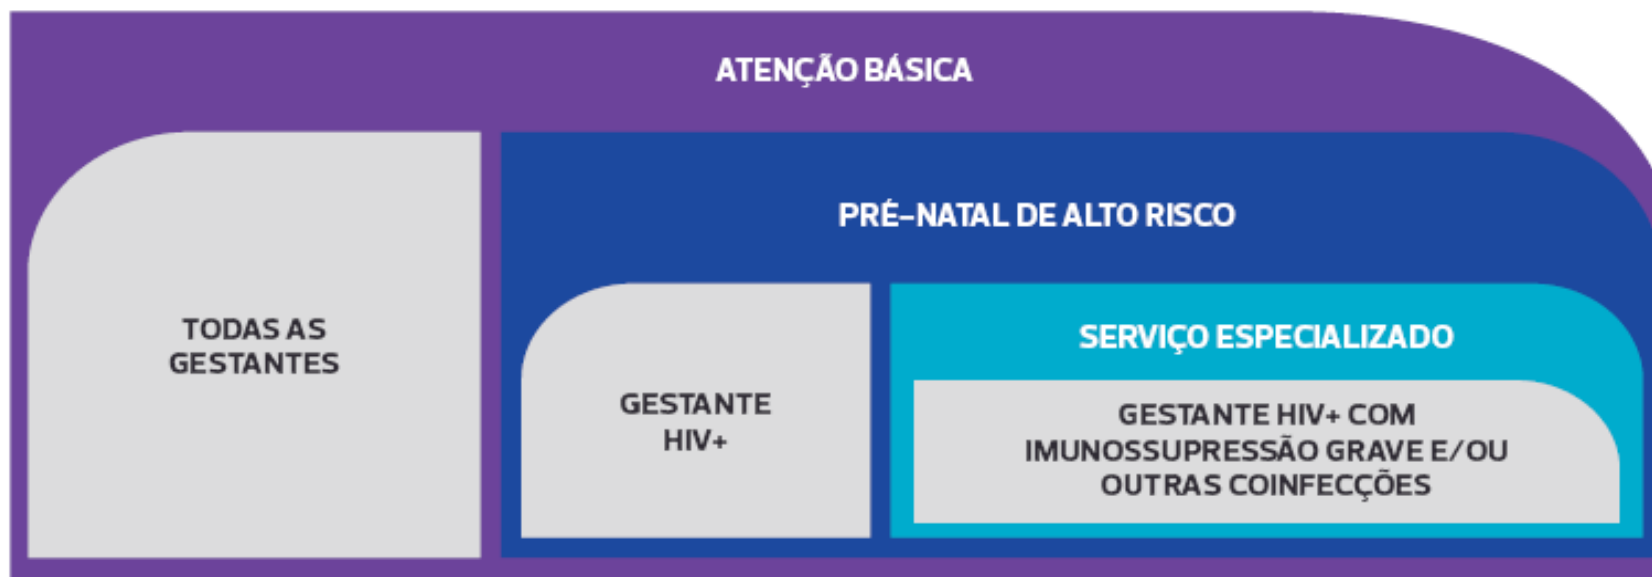 ATENÇÃO BÁSICA
PRÉ-NATAL DE ALTO RISCO
TODAS AS
GESTANTES
GESTANTE
HIV+
SERVIÇO ESPECIALIZADO
GESTANTE HIV+ COM
IMUNOSSUPRESSÃO GRAVE E/OU
OUTRAS COINFECÇÕES